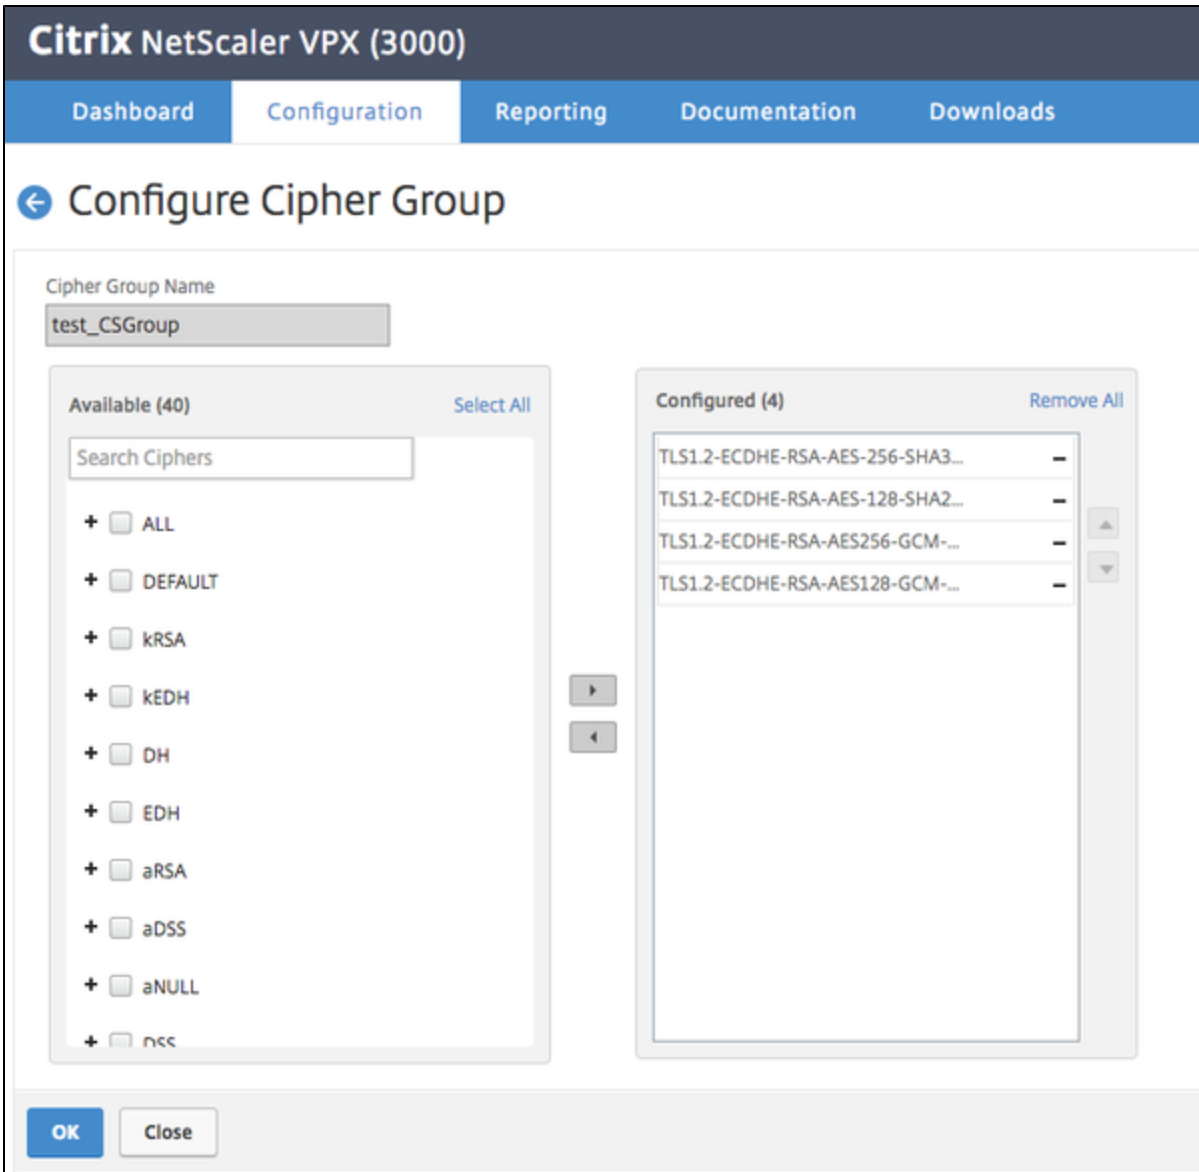 Citrix NetScaler VPX (3000)
Dashboard Configuration Reporting Documentation Downloads
Configure Cipher Group
Cipher Group Name
test_CSGroup
Available (40) Select All
Search Ciphers
+ ALL
+ DEFAULT
+ kRSA
+ kEDH
+ DH
+ EDH
+ aRSA
+ aDSS
+ aNULL
+ DSS
Configured (4) Remove All
TLS1.2-ECDHE-RSA-AES-256-SHA3... –
TLS1.2-ECDHE-RSA-AES-128-SHA2... –
TLS1.2-ECDHE-RSA-AES256-GCM-... –
TLS1.2-ECDHE-RSA-AES128-GCM-... –
OK Close